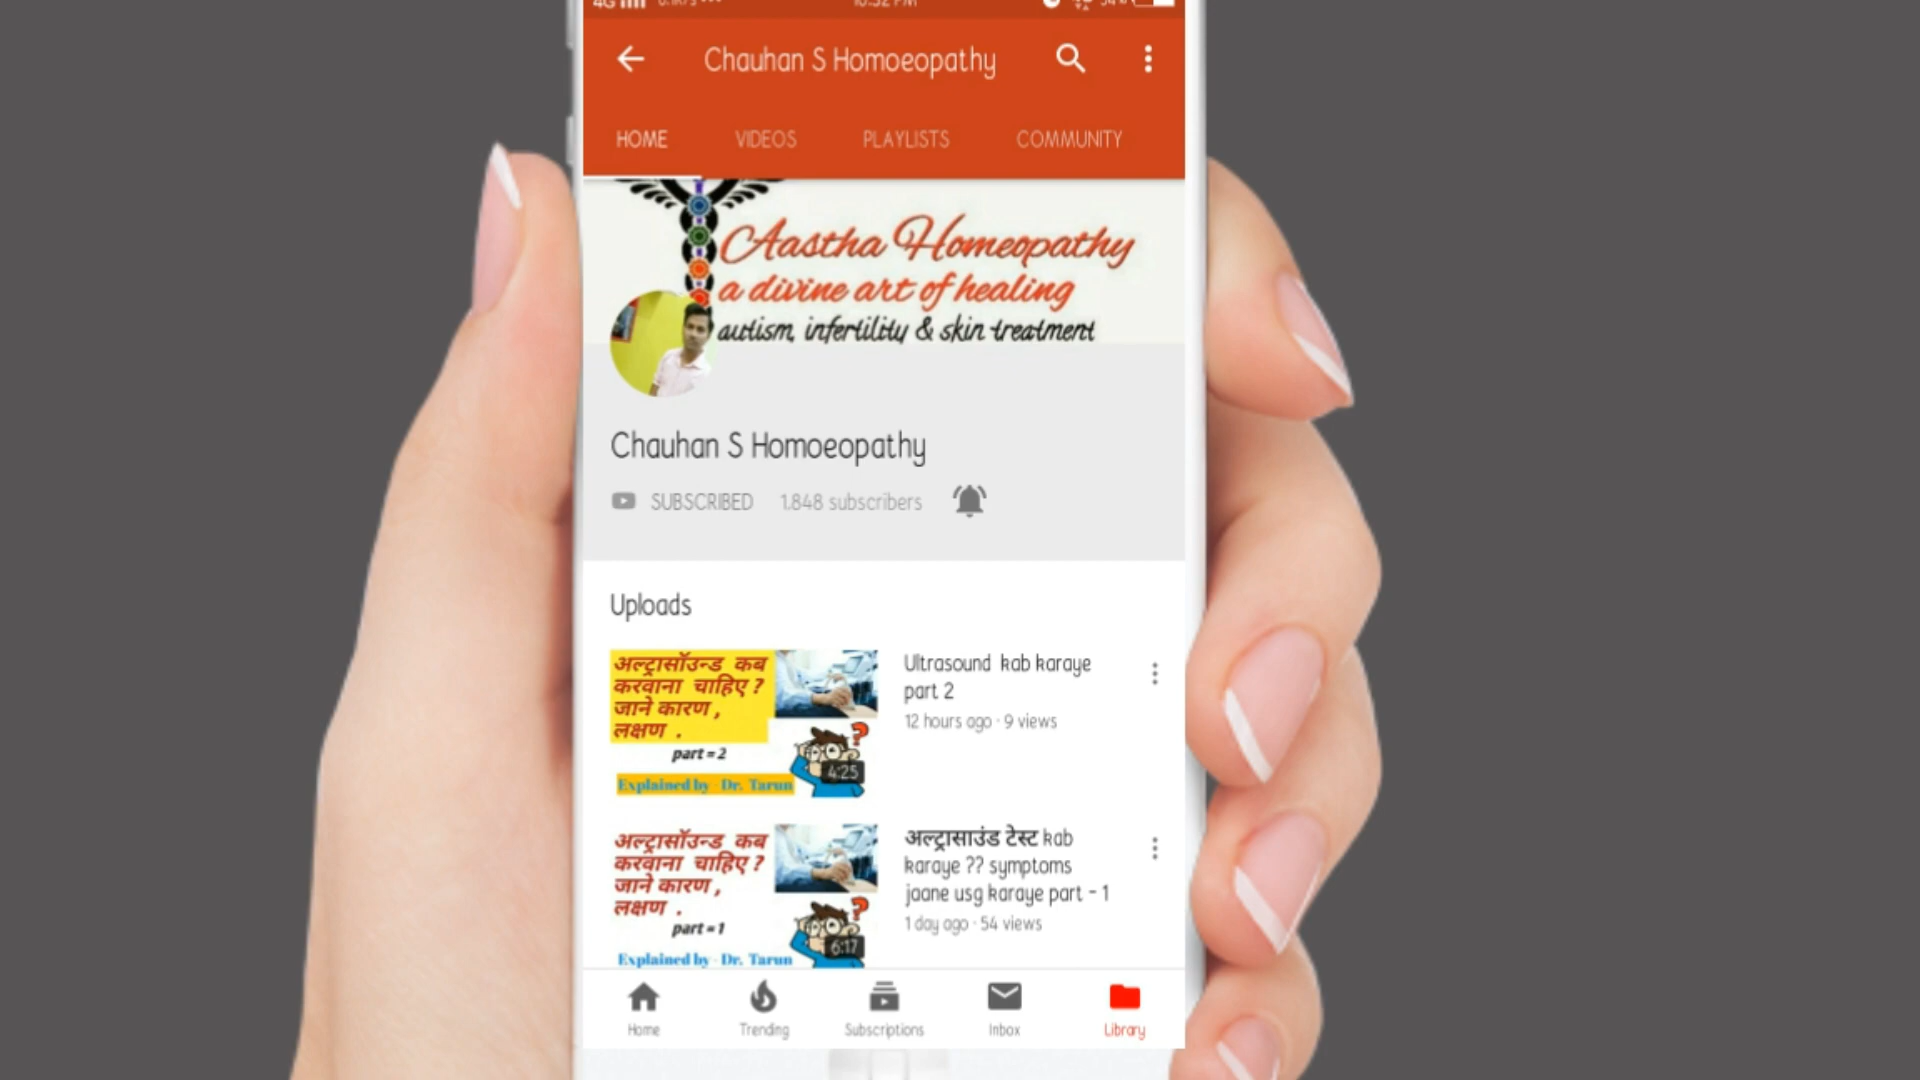 4G
10:32 PM
Chauhan S Homoeopathy
HOME VIDEOS PLAYLISTS COMMUNITY
Aastha Homeopathy
a divine art of healing
autism, infertility & skin treatment
Chauhan S Homoeopathy
SUBSCRIBED 1,848 subscribers
Uploads
अल्ट्रासॉउन्ड कब
करवाना चाहिए ?
जाने कारण ,
लक्षण .
part = 2
4:25
Explained by - Dr. Tarun
Ultrasound kab karaye
part 2
12 hours ago · 9 views
अल्ट्रासॉउन्ड कब
करवाना चाहिए ?
जाने कारण ,
लक्षण .
part = 1
6:17
Explained by - Dr. Tarun
अल्ट्रासाउंड टेस्ट kab
karaye ?? symptoms
jaane usg karaye part - 1
1 day ago · 54 views
Home Trending Subscriptions Inbox Library